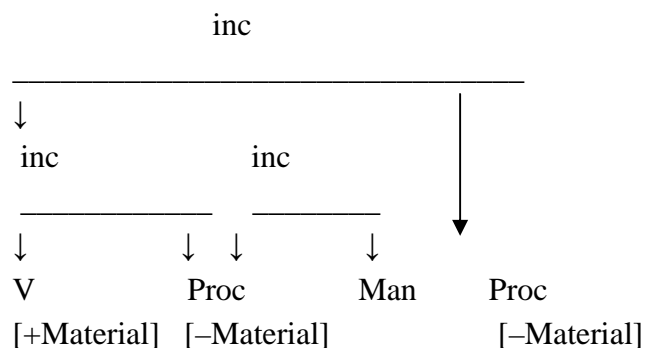 inc
inc inc
V Proc Man Proc
[+Material] [–Material] [–Material]